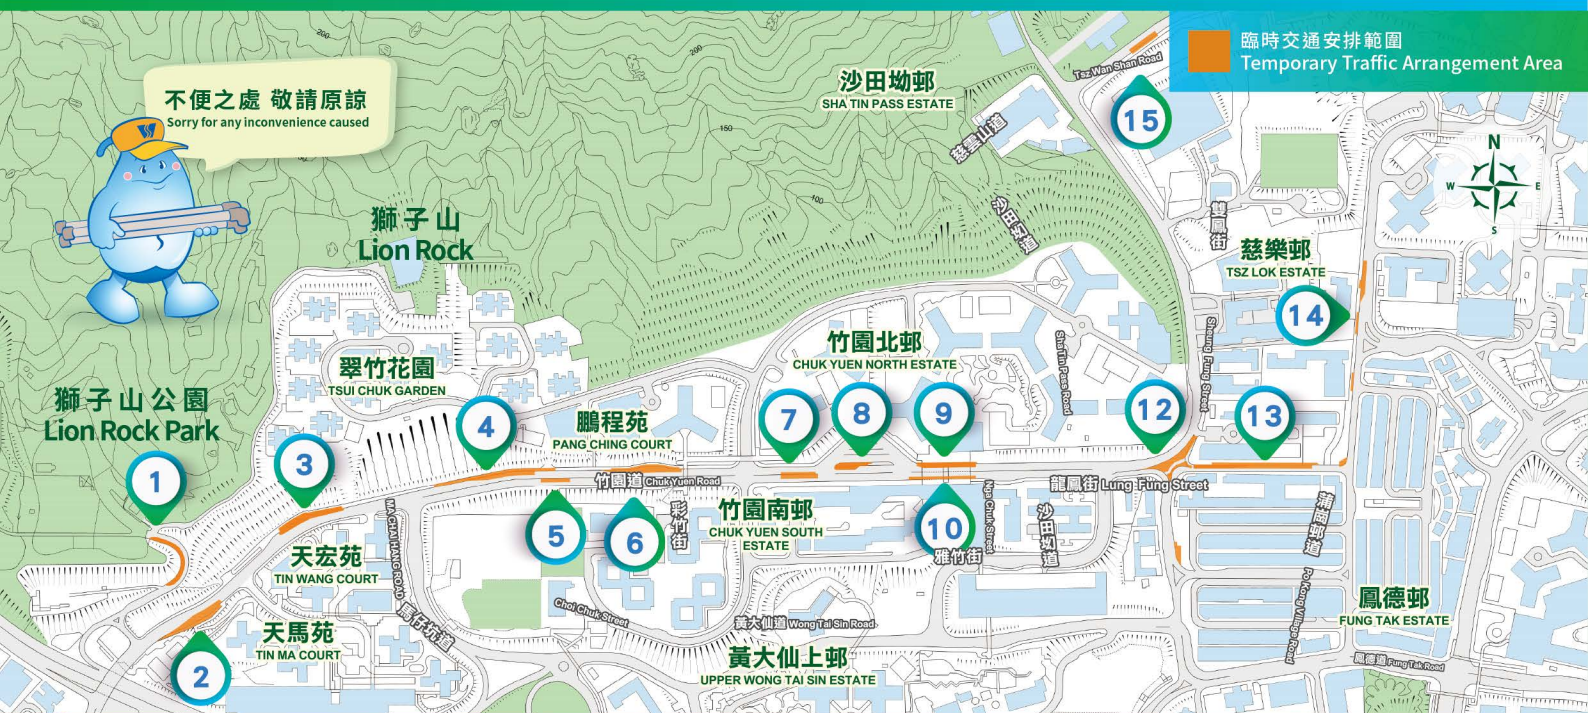 臨時交通安排範圍
Temporary Traffic Arrangement Area
不便之處 敬請原諒
Sorry for any inconvenience caused
200
200
150
100
沙田坳邨
SHA TIN PASS ESTATE
Tsz Wan Shan Road
慈雲山道
沙田坳道
15
N
W
E
S
雙鳳街
慈樂邨
TSZ LOK ESTATE
14
獅子山
Lion Rock
翠竹花園
TSUI CHUK GARDEN
獅子山公園
Lion Rock Park
竹園北邨
CHUK YUEN NORTH ESTATE
Sha Tin Pass Road
Sheung Fung Street
鵬程苑
PANG CHING COURT
1
3
4
7
8
9
12
13
竹園道 Chuk Yuen Road
龍鳳街 Lung Fung Street
MA CHAI HANG ROAD
馬仔坑道
5
6
彩竹街
竹園南邨
CHUK YUEN SOUTH
ESTATE
10
雅竹街
Nga Chuk Street
沙田坳道
蒲崗村道
Po Kong Village Road
天宏苑
TIN WANG COURT
天馬苑
TIN MA COURT
2
Choi Chuk Street
黃大仙道 Wong Tai Sin Road
黃大仙上邨
UPPER WONG TAI SIN ESTATE
鳳德邨
FUNG TAK ESTATE
鳳德道 Fung Tak Road